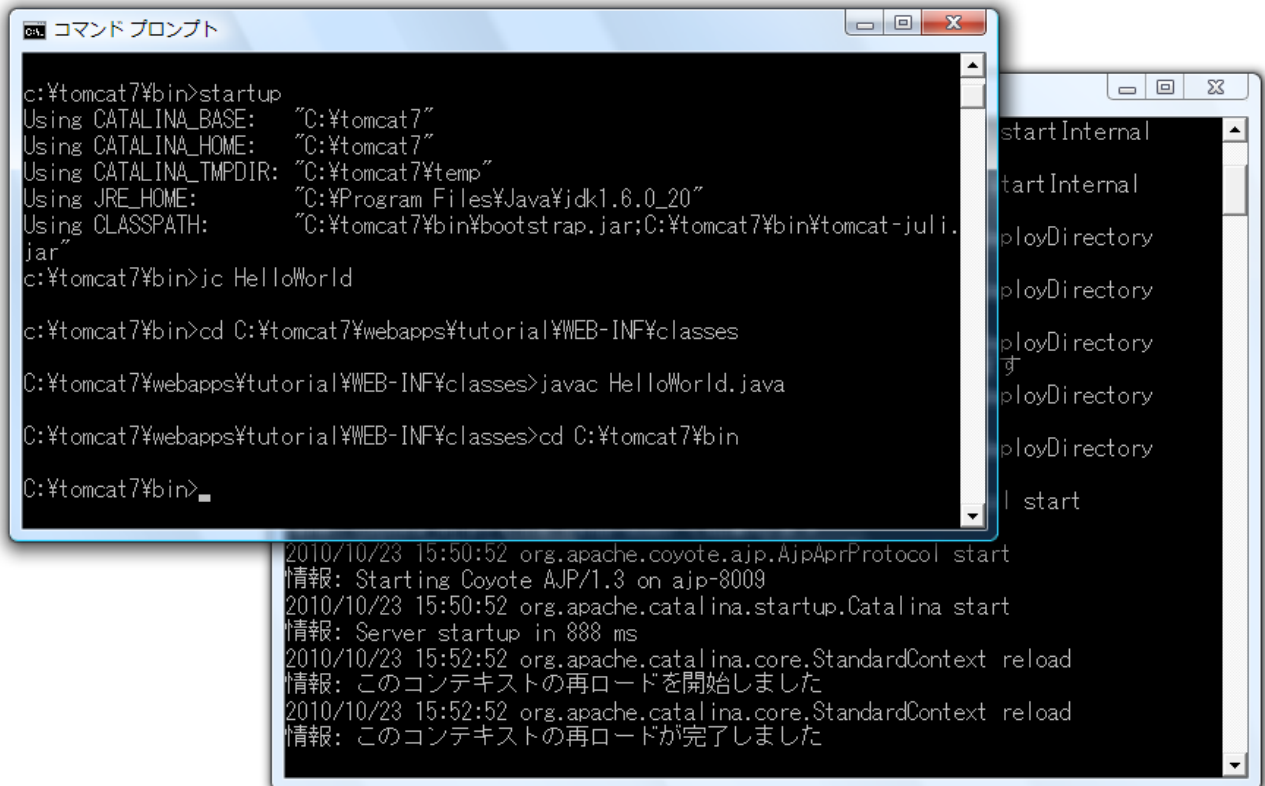 コマンド プロンプト
c:¥tomcat7¥bin>startup
Using CATALINA_BASE: "C:¥tomcat7"
Using CATALINA_HOME: "C:¥tomcat7"
Using CATALINA_TMPDIR: "C:¥tomcat7¥temp"
Using JRE_HOME: "C:¥Program Files¥Java¥jdk1.6.0_20"
Using CLASSPATH: "C:¥tomcat7¥bin¥bootstrap.jar;C:¥tomcat7¥bin¥tomcat-juli.
jar"
c:¥tomcat7¥bin>jc HelloWorld
c:¥tomcat7¥bin>cd C:¥tomcat7¥webapps¥tutorial¥WEB-INF¥classes
C:¥tomcat7¥webapps¥tutorial¥WEB-INF¥classes>javac HelloWorld.java
C:¥tomcat7¥webapps¥tutorial¥WEB-INF¥classes>cd C:¥tomcat7¥bin
C:¥tomcat7¥bin>
startInternal
tartInternal
ployDirectory
ployDirectory
ployDirectory
す
ployDirectory
ployDirectory
l start
2010/10/23 15:50:52 org.apache.coyote.ajp.AjpAprProtocol start
情報: Starting Coyote AJP/1.3 on ajp-8009
2010/10/23 15:50:52 org.apache.catalina.startup.Catalina start
情報: Server startup in 888 ms
2010/10/23 15:52:52 org.apache.catalina.core.StandardContext reload
情報: このコンテキストの再ロードを開始しました
2010/10/23 15:52:52 org.apache.catalina.core.StandardContext reload
情報: このコンテキストの再ロードが完了しました